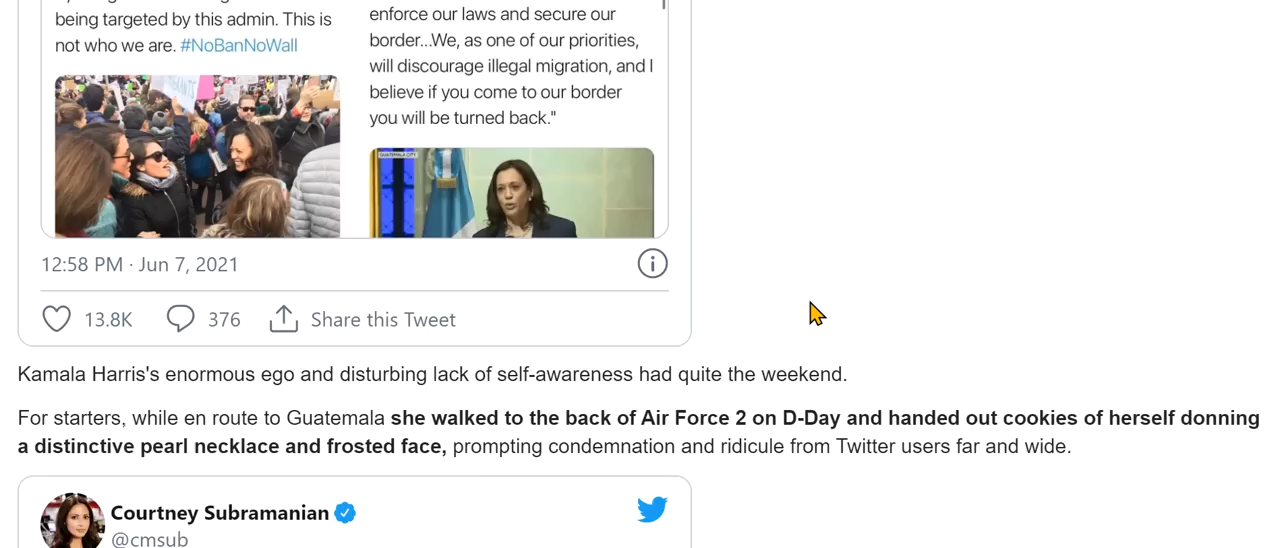 being targeted by this admin. This is
not who we are. #NoBanNoWall
enforce our laws and secure our
border...We, as one of our priorities,
will discourage illegal migration, and I
believe if you come to our border
you will be turned back."
GUATEMALA CITY
12:58 PM · Jun 7, 2021
13.8K
376
Share this Tweet
Kamala Harris's enormous ego and disturbing lack of self-awareness had quite the weekend.
For starters, while en route to Guatemala she walked to the back of Air Force 2 on D-Day and handed out cookies of herself donning
a distinctive pearl necklace and frosted face, prompting condemnation and ridicule from Twitter users far and wide.
Courtney Subramanian
@cmsub